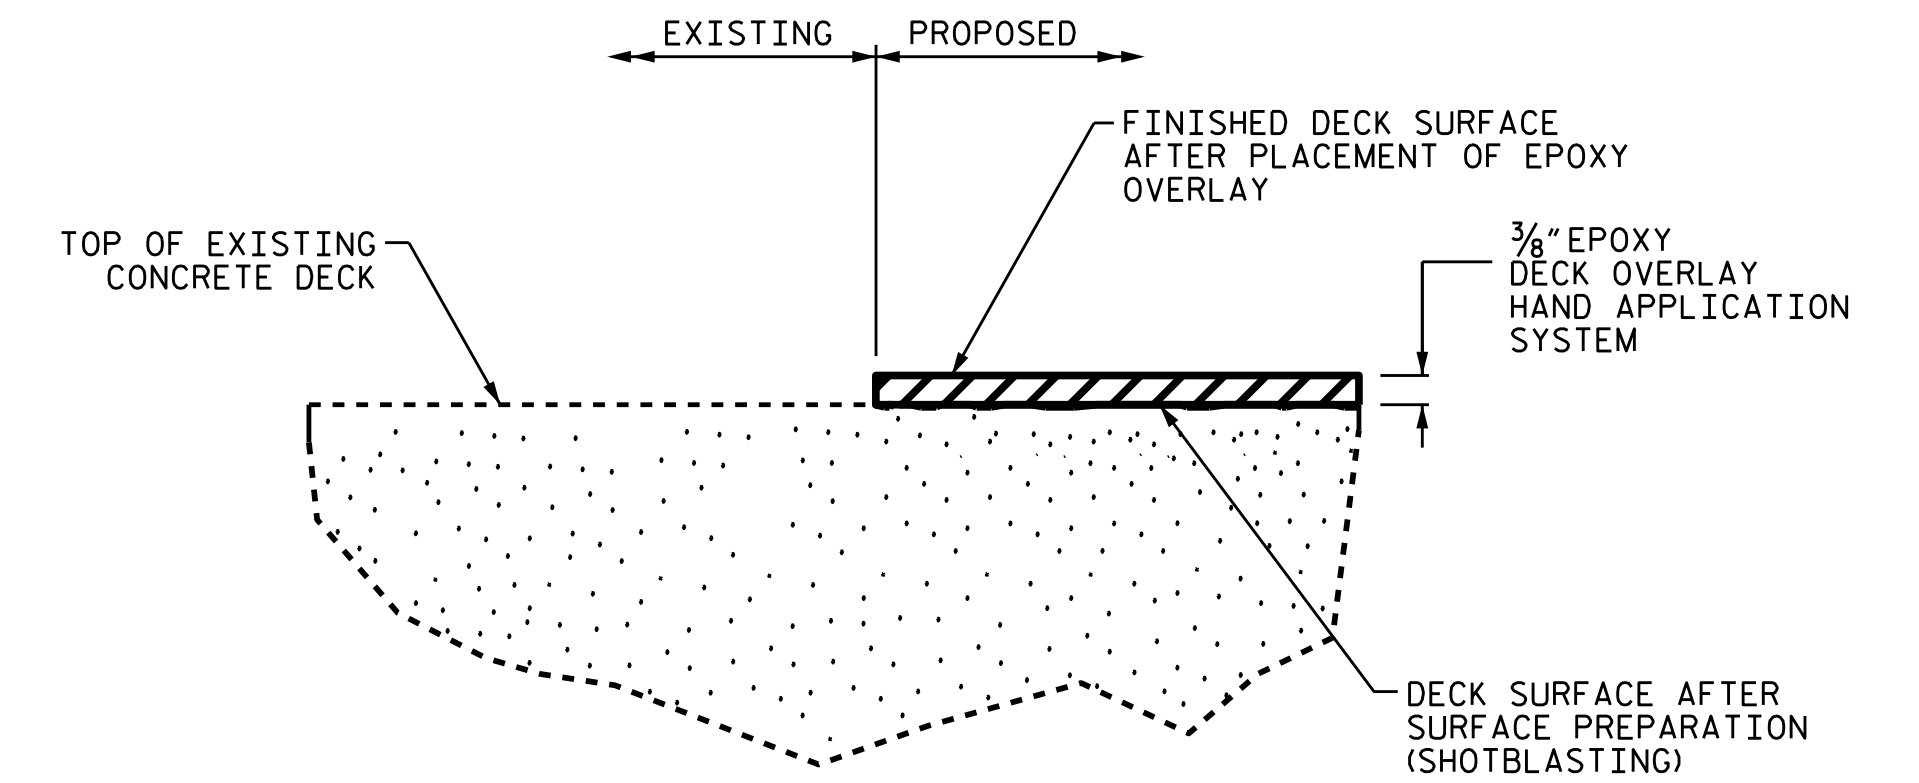 EXISTING PROPOSED
FINISHED DECK SURFACE
AFTER PLACEMENT OF EPOXY
OVERLAY
TOP OF EXISTING
CONCRETE DECK
⅜" EPOXY
DECK OVERLAY
HAND APPLICATION
SYSTEM
DECK SURFACE AFTER
SURFACE PREPARATION
(SHOTBLASTING)